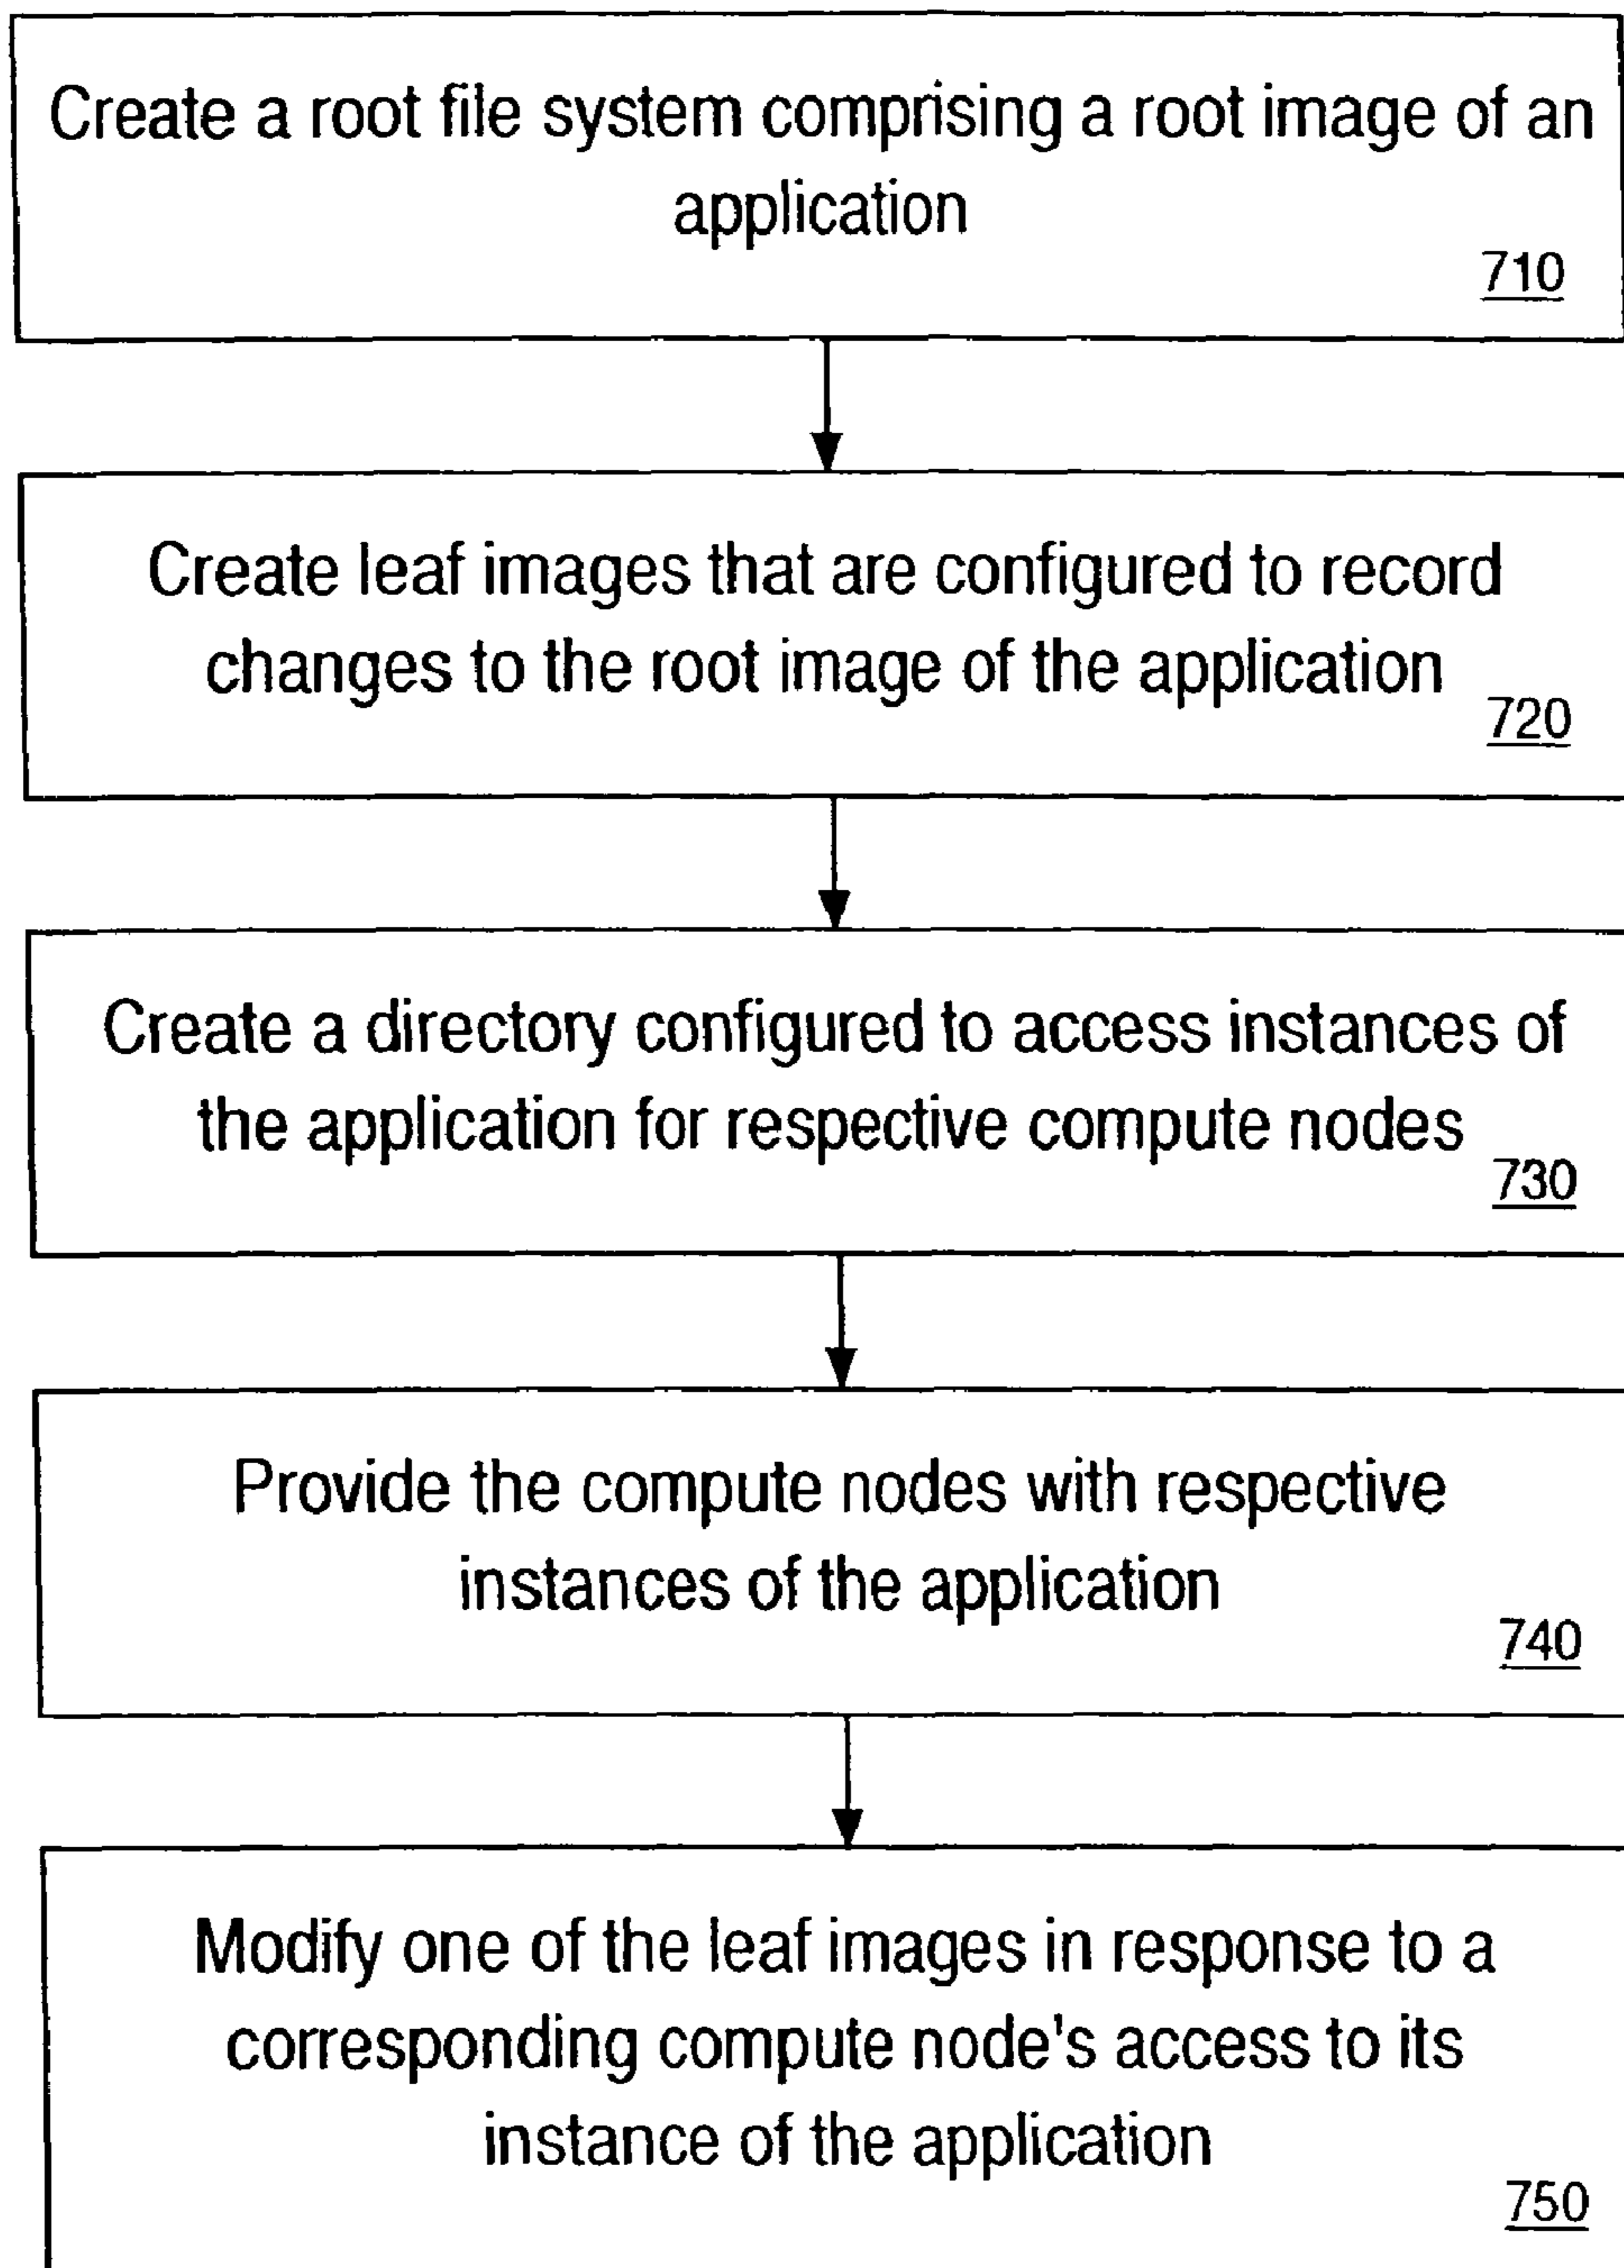 Create a root file system comprising a root image of an
application
710
Create leaf images that are configured to record
changes to the root image of the application
720
Create a directory configured to access instances of
the application for respective compute nodes
730
Provide the compute nodes with respective
instances of the application
740
Modify one of the leaf images in response to a
corresponding compute node's access to its
instance of the application
750